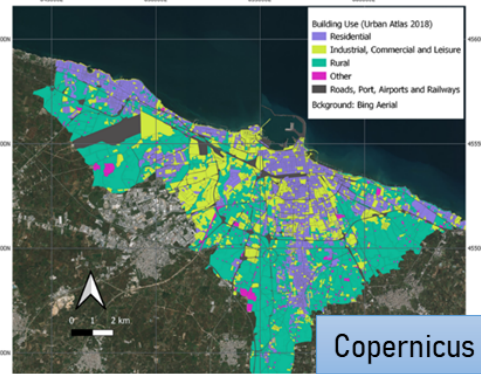 Building Use (Urban Atlas 2018)
Residential
Industrial, Commercial and Leisure
Rural
Other
Roads, Port, Airports and Railways
Bckground: Bing Aerial
0 1 2 km
Copernicus